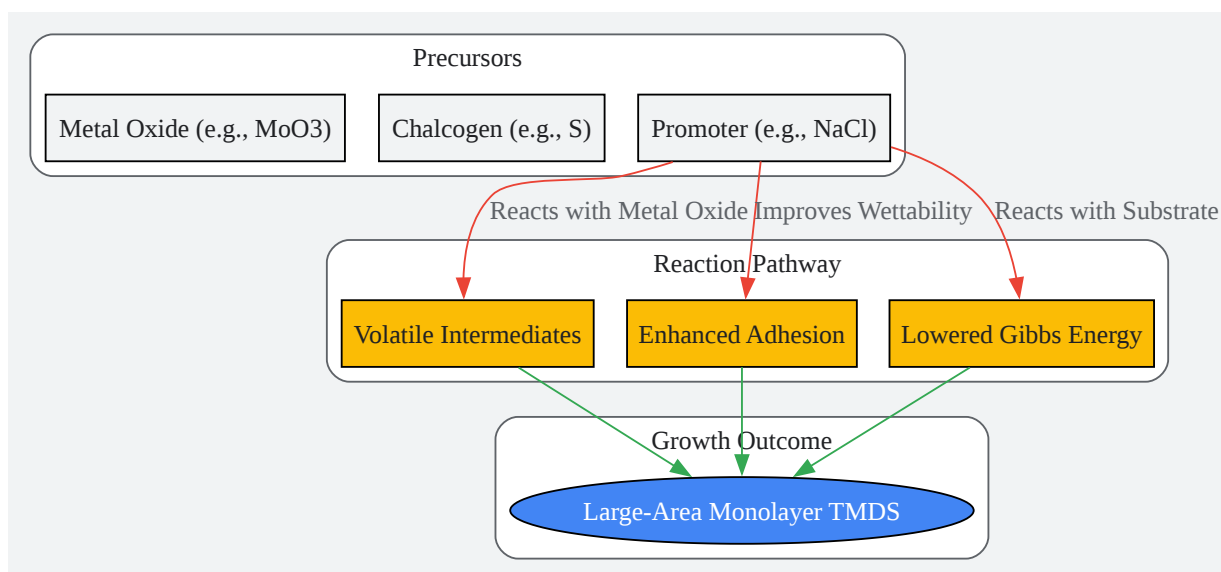 Precursors
Metal Oxide (e.g., MoO3)
Chalcogen (e.g., S)
Promoter (e.g., NaCl)
Reacts with Metal Oxide
Improves Wettability
Reacts with Substrate
Reaction Pathway
Volatile Intermediates
Enhanced Adhesion
Lowered Gibbs Energy
Growth Outcome
Large-Area Monolayer TMDS